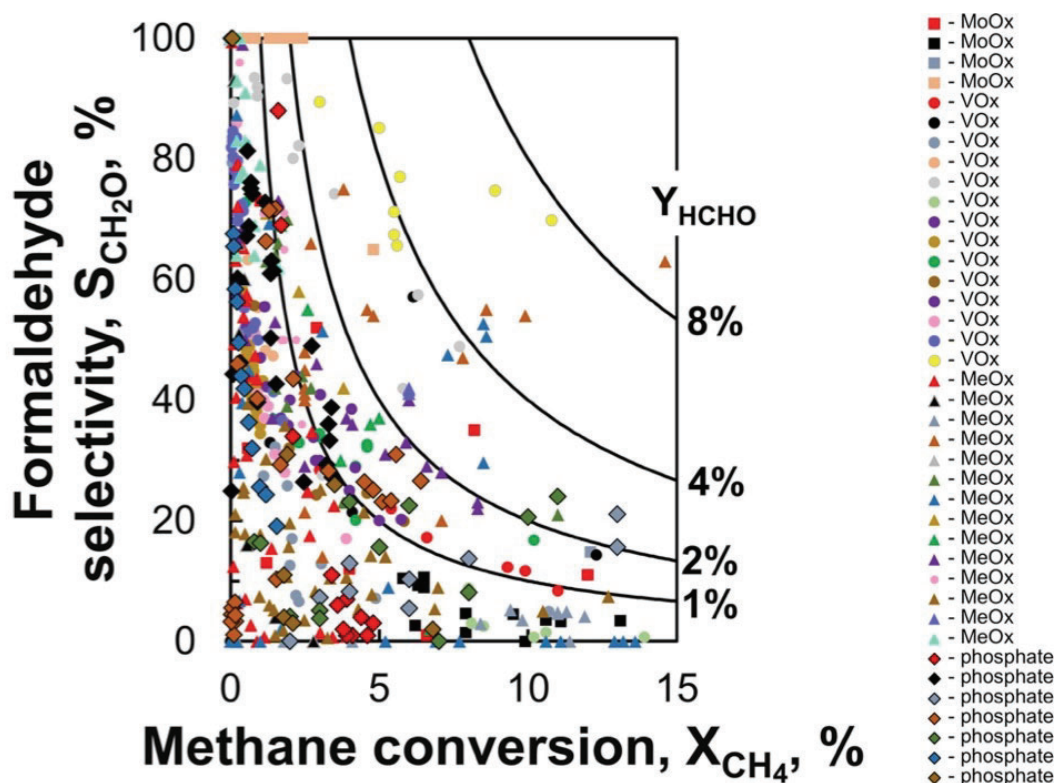 Formaldehyde
selectivity, S_CH₂O, %
100
80
60
40
20
0
0 5 10 15
Methane conversion, X_CH₄, %
Y_HCHO
8%
4%
2%
1%
- MoOx
- MoOx
- MoOx
- MoOx
- VOx
- VOx
- VOx
- VOx
- VOx
- VOx
- VOx
- VOx
- VOx
- VOx
- VOx
- VOx
- VOx
- VOx
- MeOx
- MeOx
- MeOx
- MeOx
- MeOx
- MeOx
- MeOx
- MeOx
- MeOx
- MeOx
- MeOx
- MeOx
- MeOx
- MeOx
- phosphate
- phosphate
- phosphate
- phosphate
- phosphate
- phosphate
- phosphate